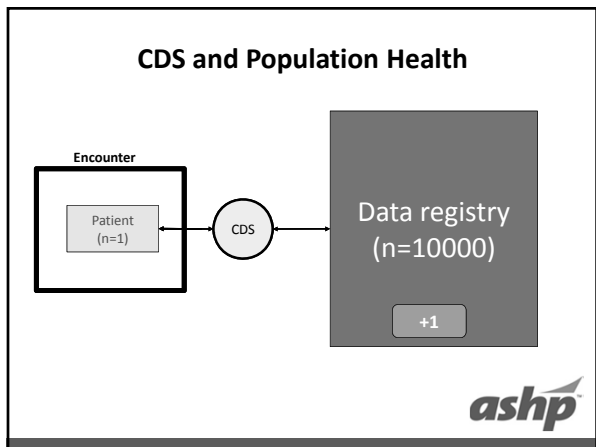 CDS and Population Health
Encounter
Patient
(n=1)
CDS
Data registry
(n=10000)
+1
ashp